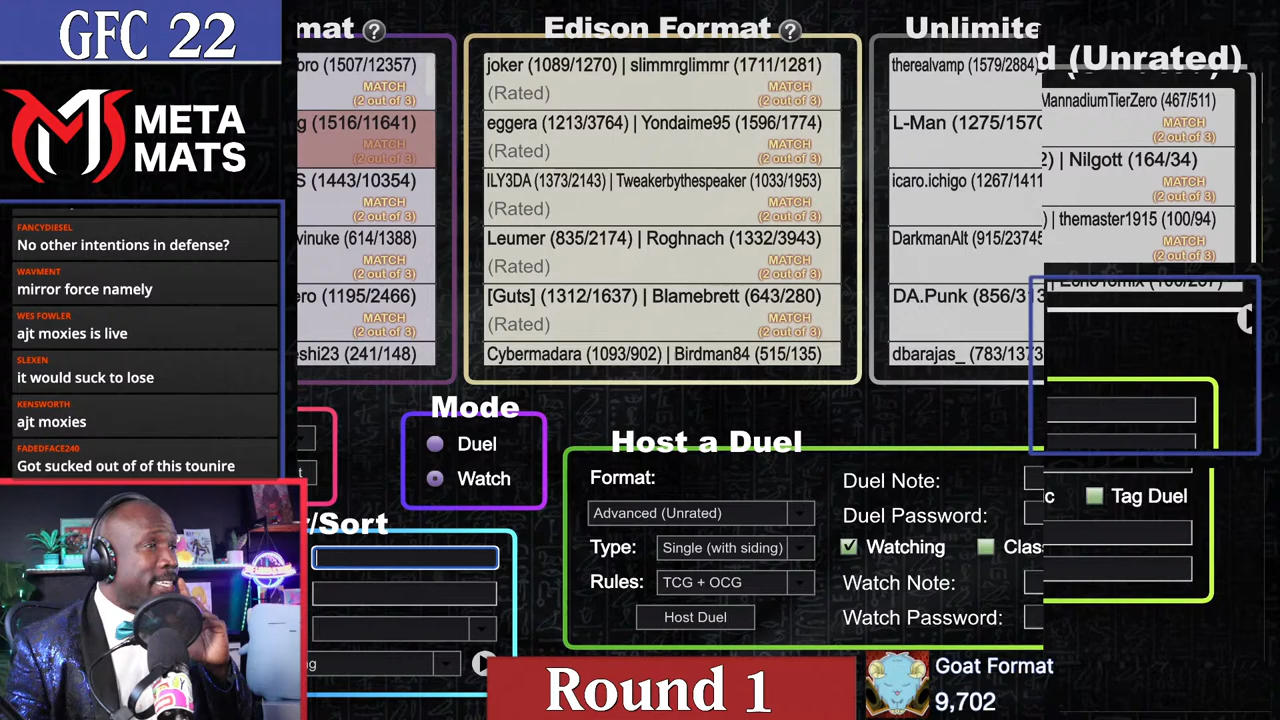 GFC 22
META
MATS
FANCYDIESEL
No other intentions in defense?
WAVMENT
mirror force namely
WES FOWLER
ajt moxies is live
SLEXEN
it would suck to lose
KENSWORTH
ajt moxies
FADEDFACE240
Got sucked out of of this tounire
mat ?
oro (1507/12357)
MATCH
(2 out of 3)
g (1516/11641)
MATCH
(2 out of 3)
S (1443/10354)
MATCH
(2 out of 3)
vinuke (614/1388)
MATCH
(2 out of 3)
ero (1195/2466)
MATCH
(2 out of 3)
eshi23 (241/148)
Edison Format ?
joker (1089/1270) | slimmrglimmr (1711/1281)
(Rated) MATCH
(2 out of 3)
eggera (1213/3764) | Yondaime95 (1596/1774)
(Rated) MATCH
(2 out of 3)
ILY3DA (1373/2143) | Tweakerbythespeaker (1033/1953)
(Rated) MATCH
(2 out of 3)
Leumer (835/2174) | Roghnach (1332/3943)
(Rated) MATCH
(2 out of 3)
[Guts] (1312/1637) | Blamebrett (643/280)
(Rated) MATCH
(2 out of 3)
Cybermadara (1093/902) | Birdman84 (515/135)
Unlimite
therealvamp (1579/2884)
L-Man (1275/1570
icaro.ichigo (1267/1411
DarkmanAlt (915/23745
DA.Punk (856/313
dbarajas_ (783/1373
d (Unrated)
MannadiumTierZero (467/511)
MATCH
(2 out of 3)
2) | Nilgott (164/34)
MATCH
(2 out of 3)
) | themaster1915 (100/94)
MATCH
(2 out of 3)
Mode
Duel
Watch
r/Sort
ng
Host a Duel
Format:
Advanced (Unrated)
Type: Single (with siding)
Rules: TCG + OCG
Host Duel
Duel Note:
Duel Password:
Watching Clas
Watch Note:
Watch Password:
c Tag Duel
Round 1
Goat Format
9,702